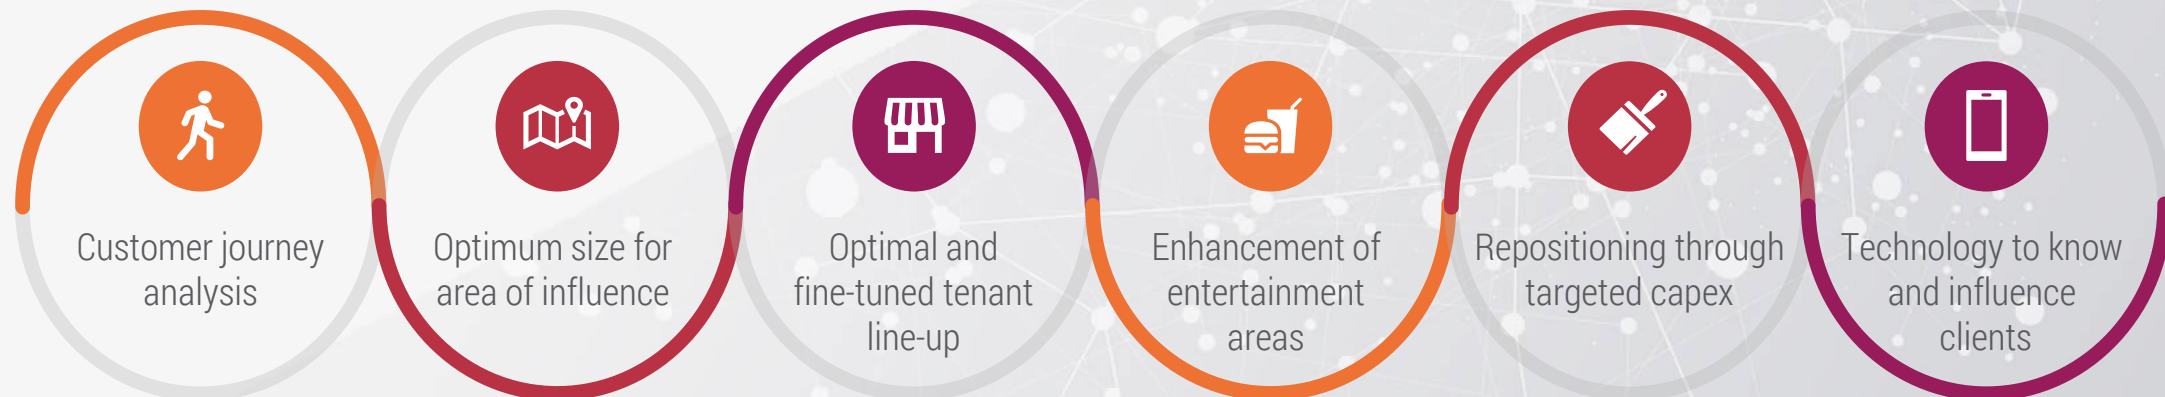 Customer journey
analysis
Optimum size for
area of influence
Optimal and
fine-tuned tenant
line-up
Enhancement of
entertainment
areas
Repositioning through
targeted capex
Technology to know
and influence
clients